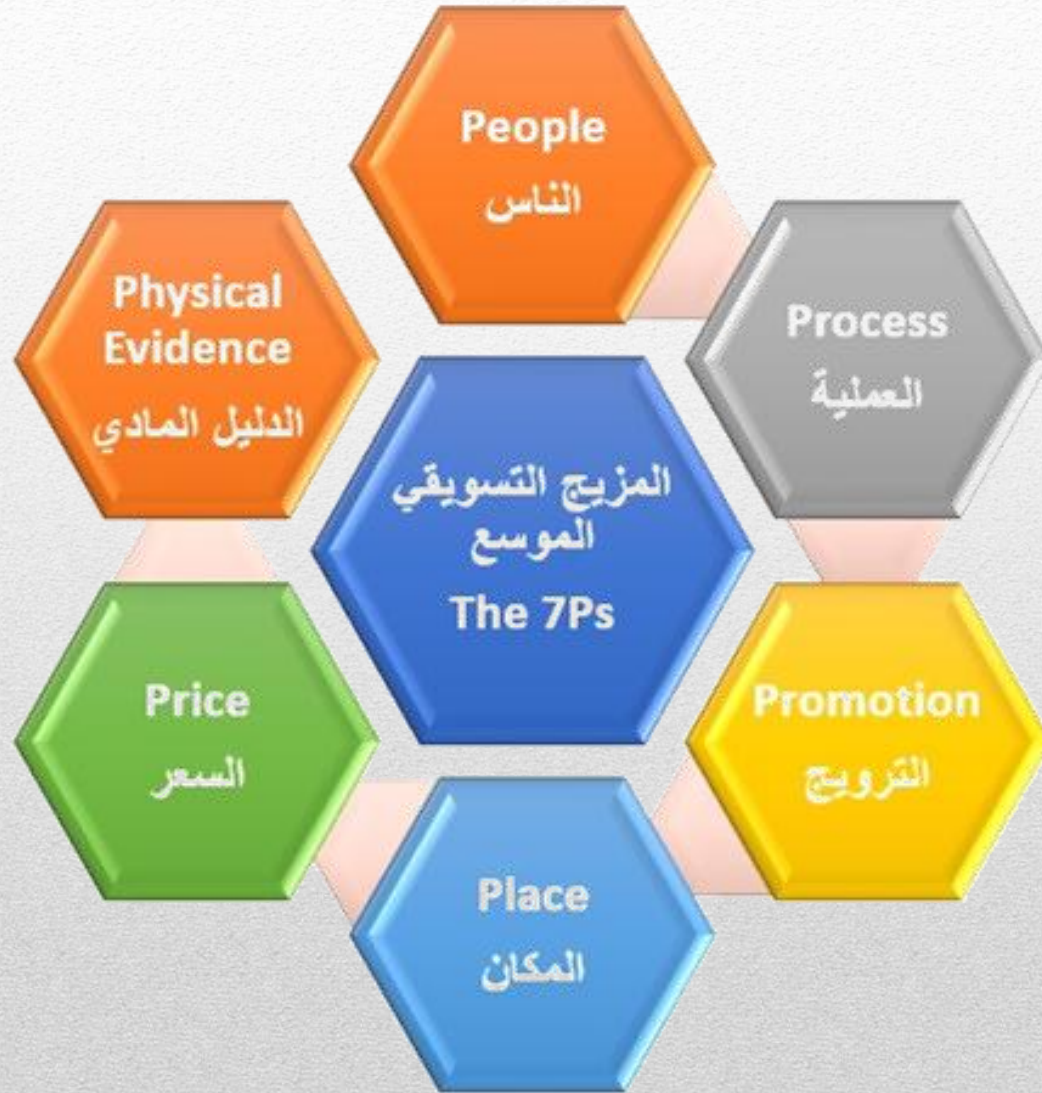 People
الناس
Physical
Evidence
الدليل المادي
Process
العملية
المزيج التسويقي
الموسع
The 7Ps
Price
السعر
Promotion
الترويج
Place
المكان